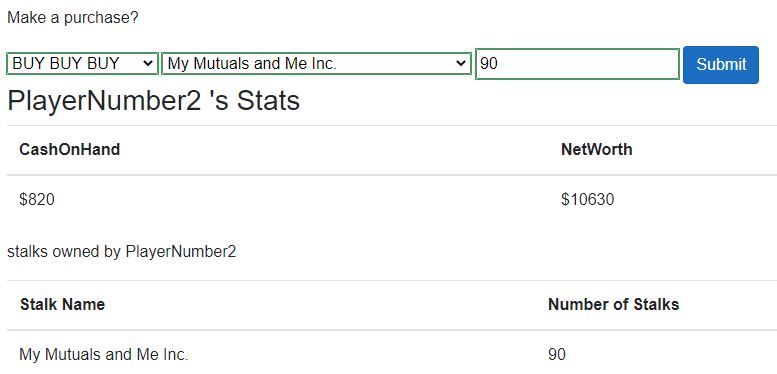 Make a purchase?
BUY BUY BUY My Mutuals and Me Inc. 90 Submit
PlayerNumber2 's Stats
CashOnHand NetWorth
$820 $10630
stalks owned by PlayerNumber2
Stalk Name Number of Stalks
My Mutuals and Me Inc. 90